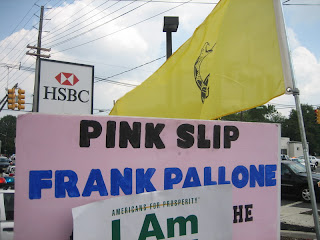 HSBC
PINK SLIP
FRANK PALLONE
AMERICANS FOR PROSPERITY
I Am
HE